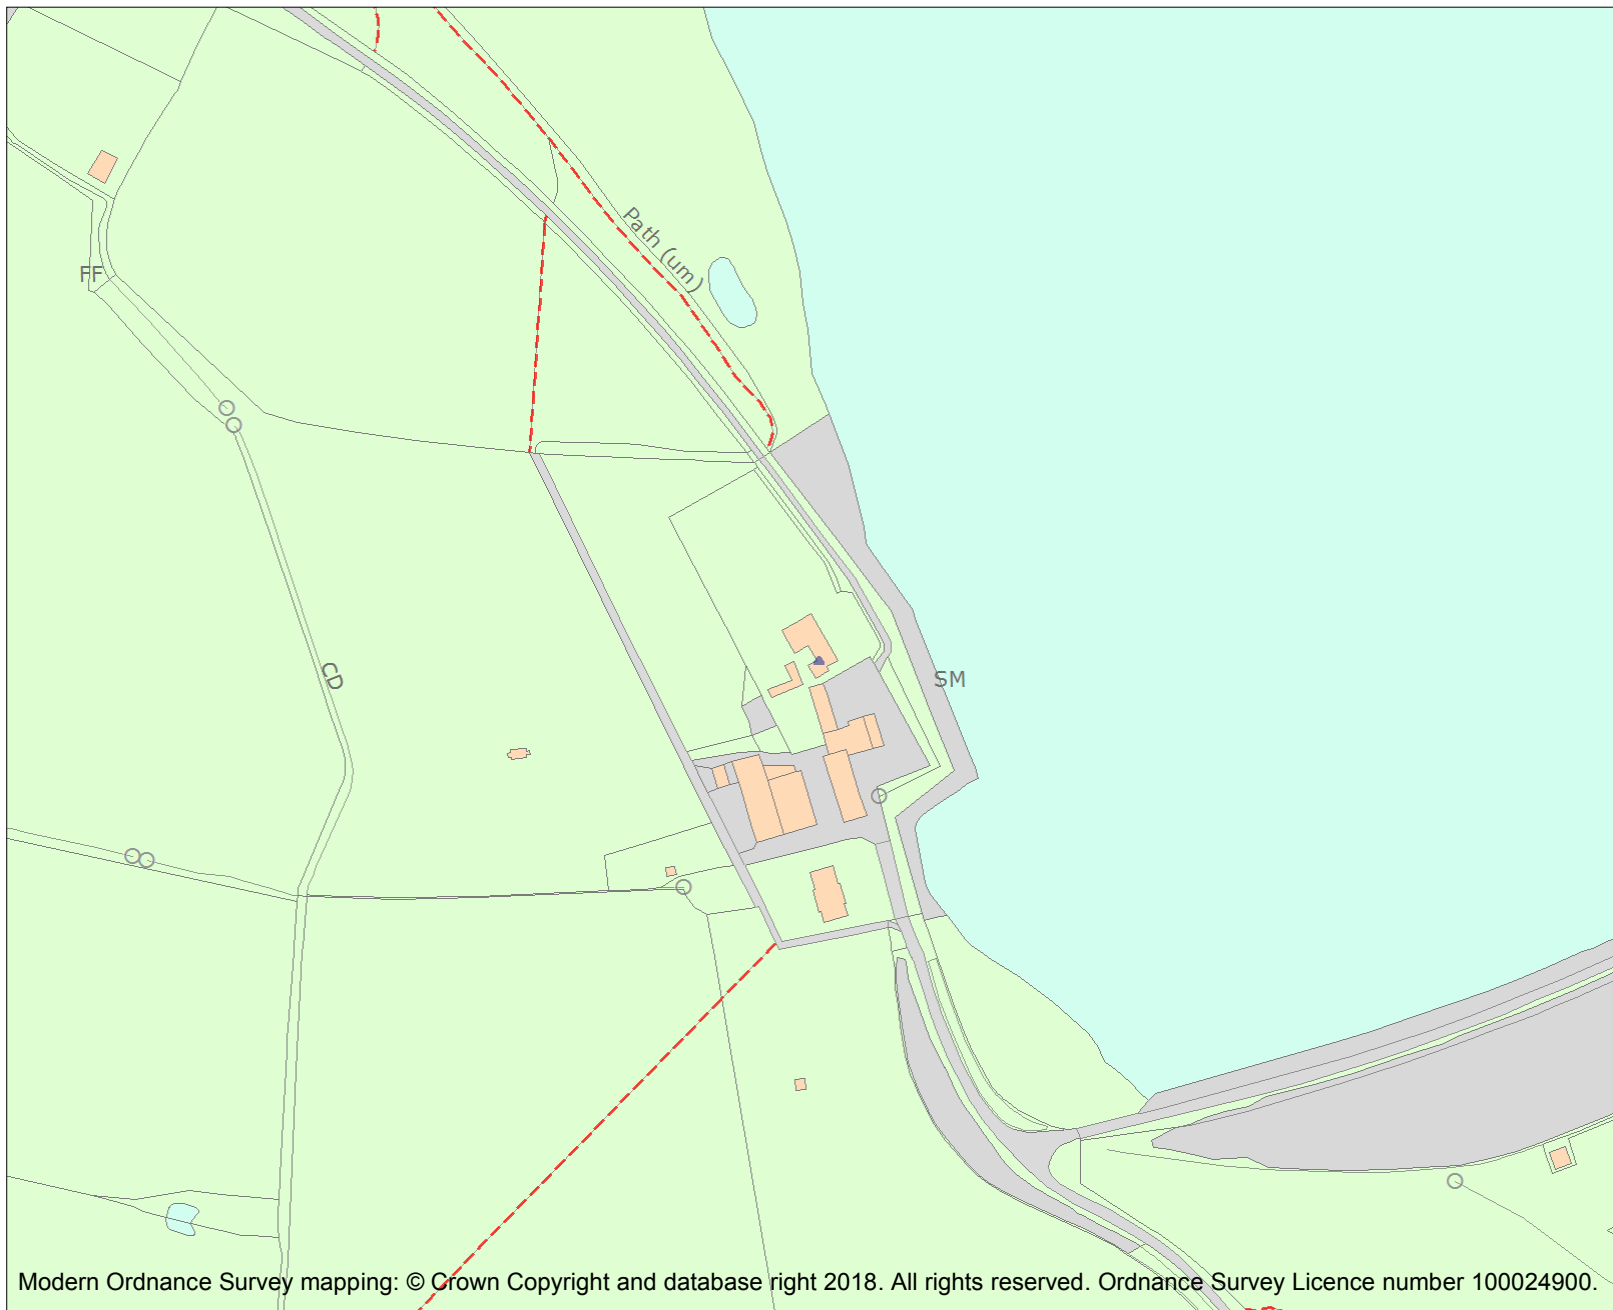 Path (um)
FF
CD
SM
Modern Ordnance Survey mapping: © Crown Copyright and database right 2018. All rights reserved. Ordnance Survey Licence number 100024900.